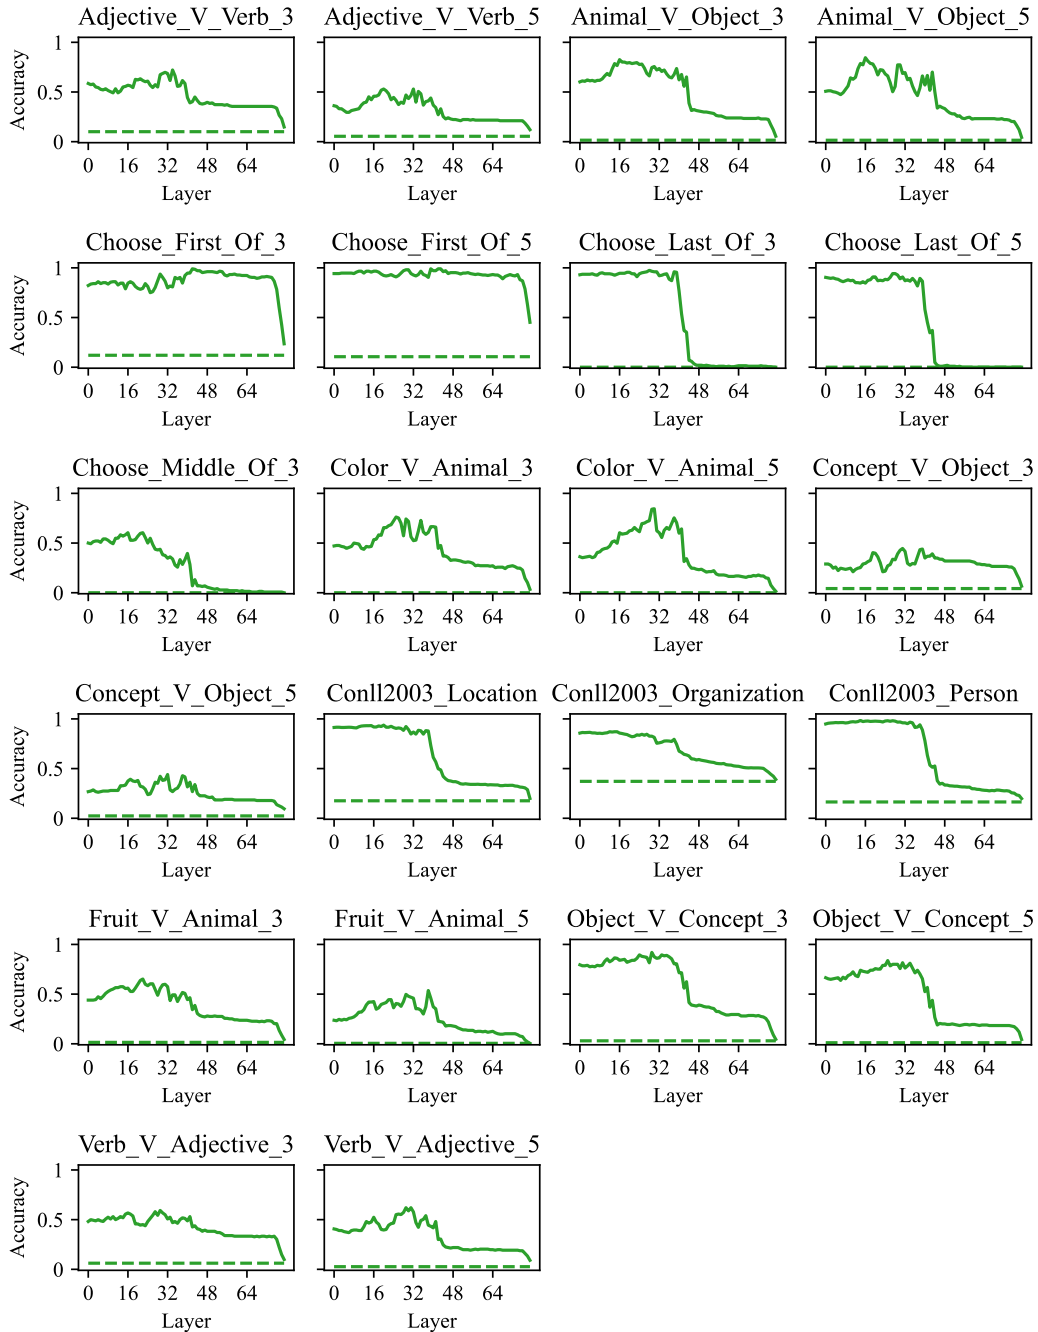 Adjective_V_Verb_3 Adjective_V_Verb_5 Animal_V_Object_3 Animal_V_Object_5
1
0.5
0
Accuracy
0 16 32 48 64 0 16 32 48 64 0 16 32 48 64 0 16 32 48 64
Layer Layer Layer Layer
Choose_First_Of_3 Choose_First_Of_5 Choose_Last_Of_3 Choose_Last_Of_5
1
0.5
0
Accuracy
0 16 32 48 64 0 16 32 48 64 0 16 32 48 64 0 16 32 48 64
Layer Layer Layer Layer
Choose_Middle_Of_3 Color_V_Animal_3 Color_V_Animal_5 Concept_V_Object_3
1
0.5
0
Accuracy
0 16 32 48 64 0 16 32 48 64 0 16 32 48 64 0 16 32 48 64
Layer Layer Layer Layer
Concept_V_Object_5 Conll2003_Location Conll2003_Organization Conll2003_Person
1
0.5
0
Accuracy
0 16 32 48 64 0 16 32 48 64 0 16 32 48 64 0 16 32 48 64
Layer Layer Layer Layer
Fruit_V_Animal_3 Fruit_V_Animal_5 Object_V_Concept_3 Object_V_Concept_5
1
0.5
0
Accuracy
0 16 32 48 64 0 16 32 48 64 0 16 32 48 64 0 16 32 48 64
Layer Layer Layer Layer
Verb_V_Adjective_3 Verb_V_Adjective_5
1
0.5
0
Accuracy
0 16 32 48 64 0 16 32 48 64
Layer Layer